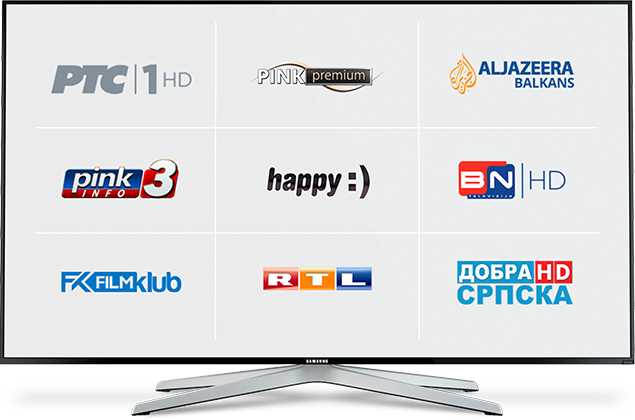 РТС|1 HD
PINK premium
ALJAZEERA
BALKANS
pink 3
INFO
happy :)
BN | HD
TELEVIZIJA
FK FILMklub
RTL
ДОБРА HD
СРПСКА
SAMSUNG